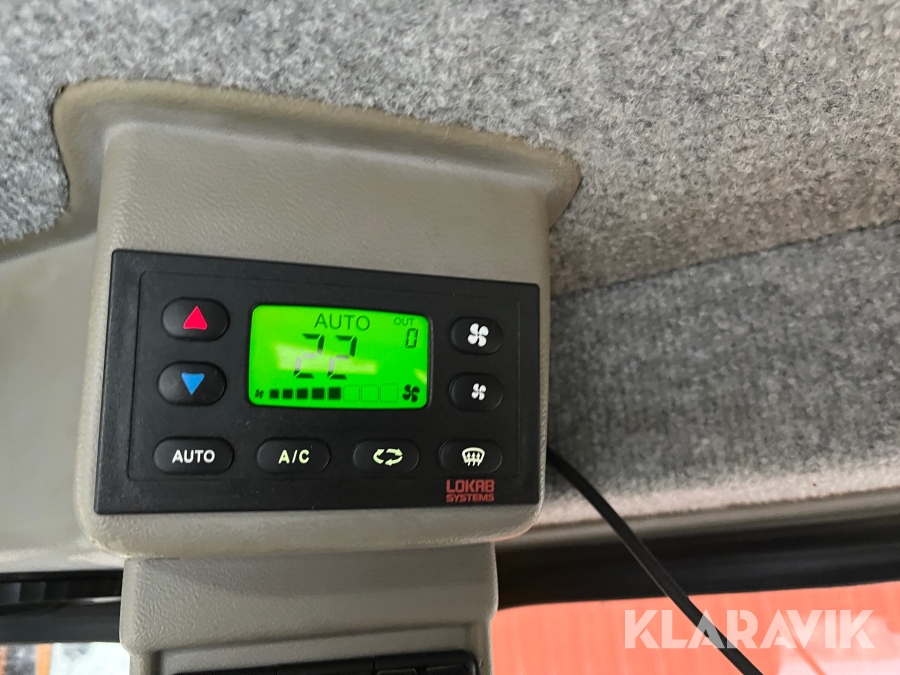 AUTO OUT
22 0
AUTO A/C
LOKAB
SYSTEMS
KLARAVIK